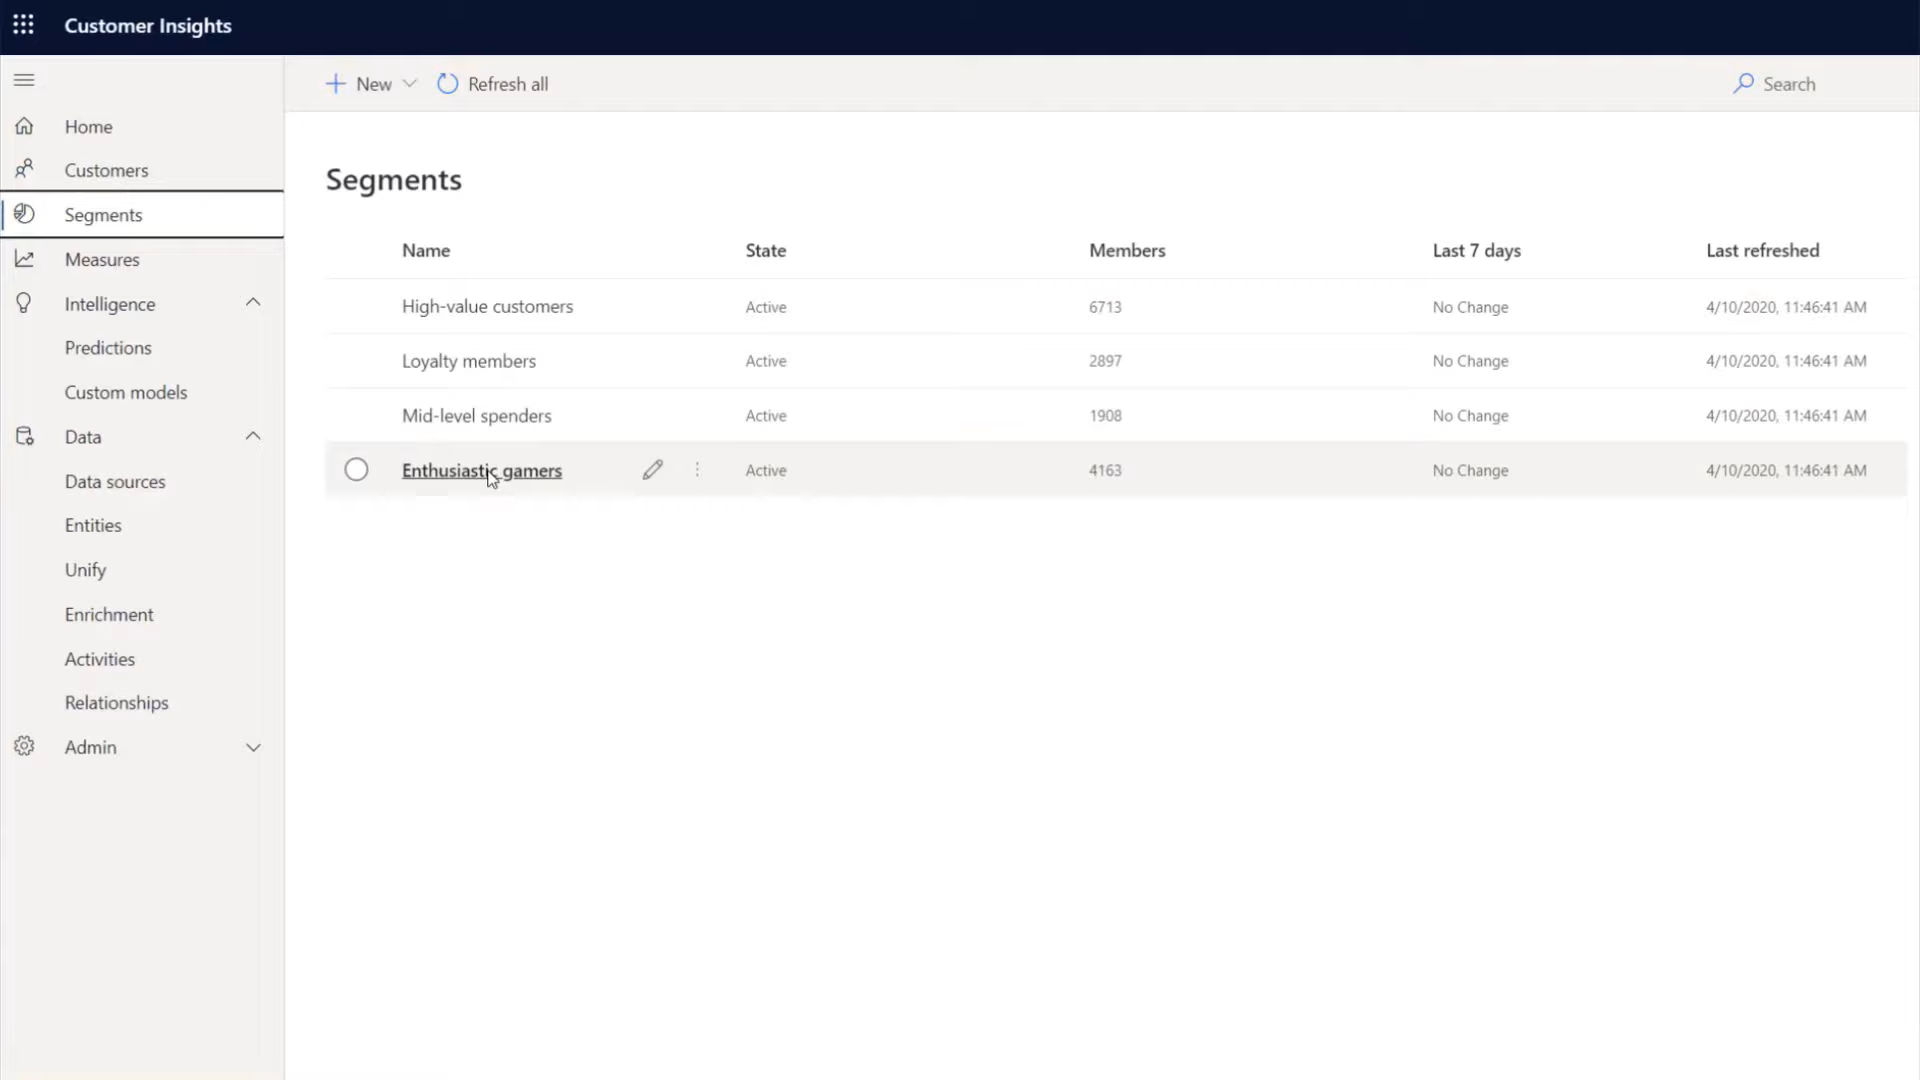 Customer Insights
New
Refresh all
Search
Home
Customers
Segments
Measures
Intelligence
Predictions
Custom models
Data
Data sources
Entities
Unify
Enrichment
Activities
Relationships
Admin
Segments
Name State Members Last 7 days Last refreshed
High-value customers Active 6713 No Change 4/10/2020, 11:46:41 AM
Loyalty members Active 2897 No Change 4/10/2020, 11:46:41 AM
Mid-level spenders Active 1908 No Change 4/10/2020, 11:46:41 AM
Enthusiastic gamers Active 4163 No Change 4/10/2020, 11:46:41 AM